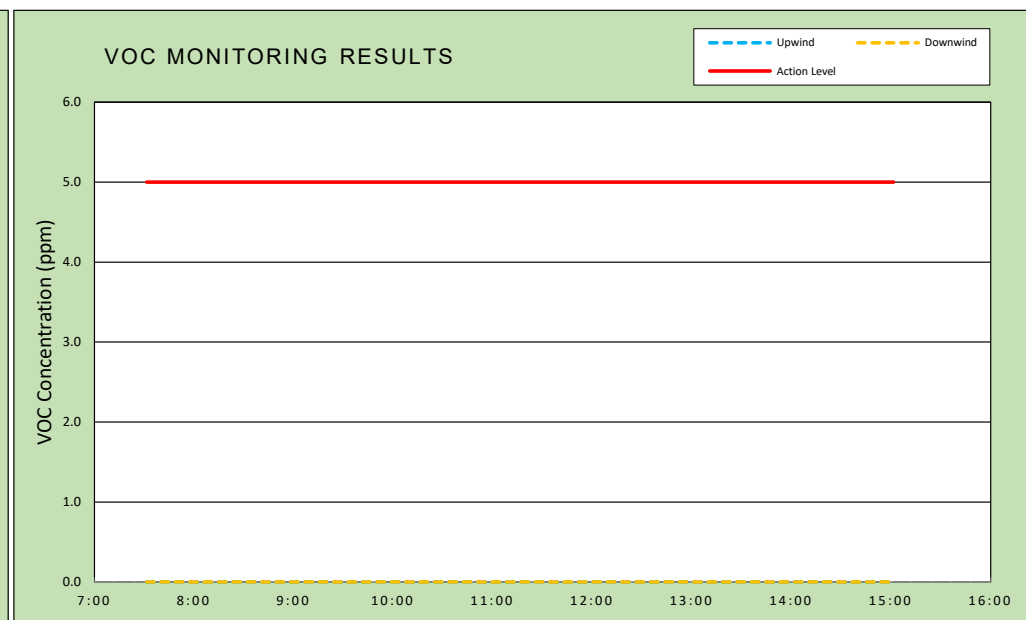 VOC MONITORING RESULTS
Upwind Downwind
Action Level
6.0
5.0
4.0
3.0
2.0
1.0
0.0
VOC Concentration (ppm)
7:00 8:00 9:00 10:00 11:00 12:00 13:00 14:00 15:00 16:00